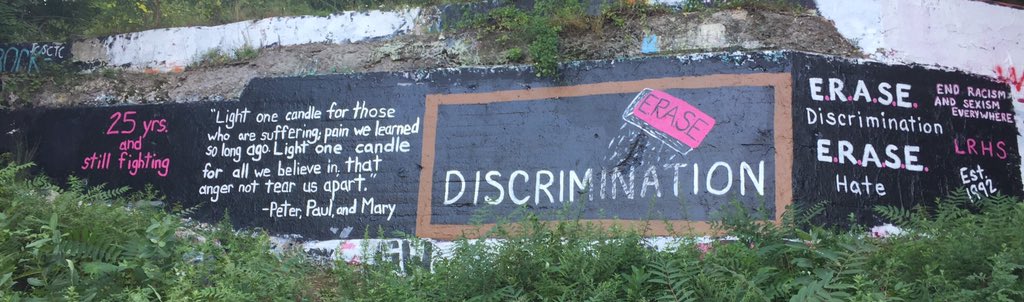 25 yrs.
and
still fighting
"Light one candle for those
who are suffering, pain we learned
so long ago. Light one candle
for all we believe in that
anger not tear us apart."
-Peter, Paul, and Mary
ERASE
DISCRIMINATION
E.R.A.S.E.
Discrimination
E.R.A.S.E.
Hate
END RACISM
AND SEXISM
EVERYWHERE
LRHS
Est.
1992